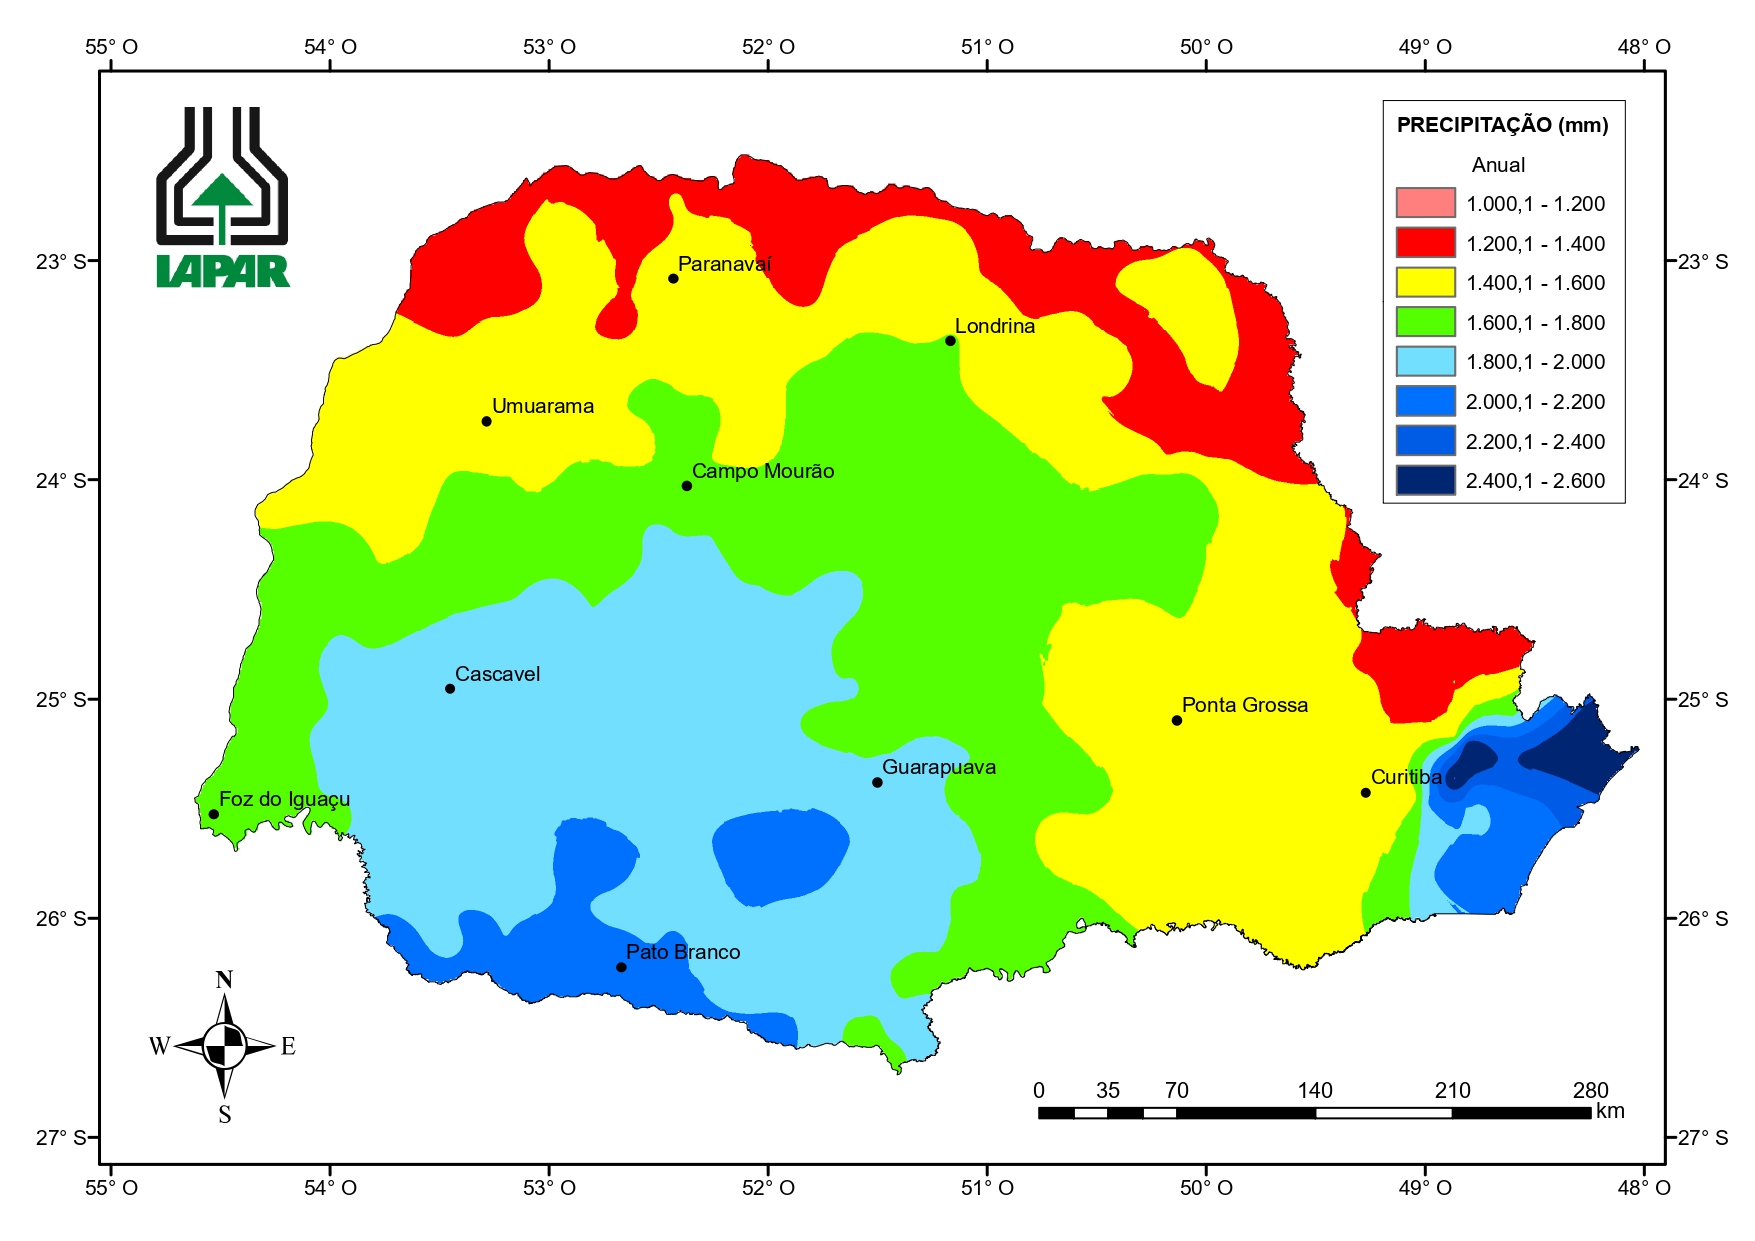 55° O 54° O 53° O 52° O 51° O 50° O 49° O 48° O
IAPAR
PRECIPITAÇÃO (mm)
Anual
1.000,1 - 1.200
1.200,1 - 1.400
1.400,1 - 1.600
1.600,1 - 1.800
1.800,1 - 2.000
2.000,1 - 2.200
2.200,1 - 2.400
2.400,1 - 2.600
23° S 23° S
Paranavaí
Londrina
Umuarama
Campo Mourão
24° S 24° S
Cascavel
25° S 25° S
Ponta Grossa
Guarapuava
Curitiba
Foz do Iguaçu
26° S 26° S
Pato Branco
N
W E
S
0 35 70 140 210 280
km
27° S 27° S
55° O 54° O 53° O 52° O 51° O 50° O 49° O 48° O